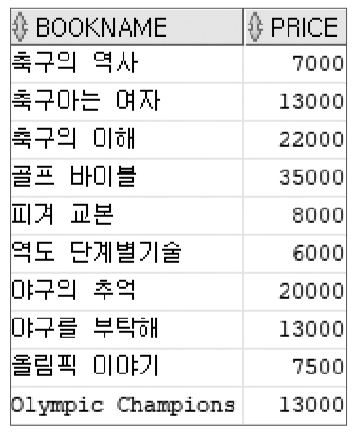 BOOKNAME PRICE
축구의 역사 7000
축구아는 여자 13000
축구의 이해 22000
골프 바이블 35000
피겨 교본 8000
역도 단계별기술 6000
야구의 추억 20000
야구를 부탁해 13000
올림픽 이야기 7500
Olympic Champions 13000